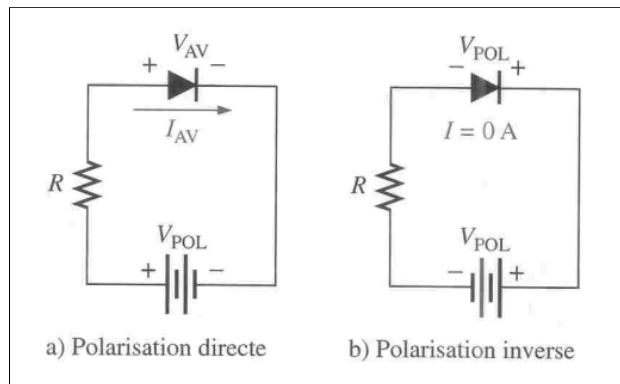 V_AV
+ −
I_AV
R
V_POL
+ −
a) Polarisation directe
V_POL
− +
I = 0 A
R
V_POL
− +
b) Polarisation inverse